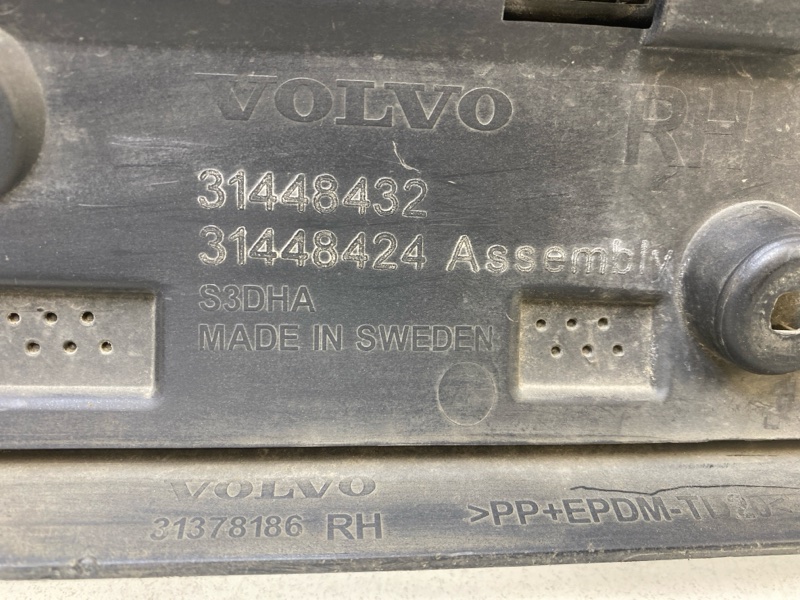 VOLVO
RH
31448432
31448424 Assembly
S3DHA
MADE IN SWEDEN
VOLVO
31378186 RH
>PP+EPDM-